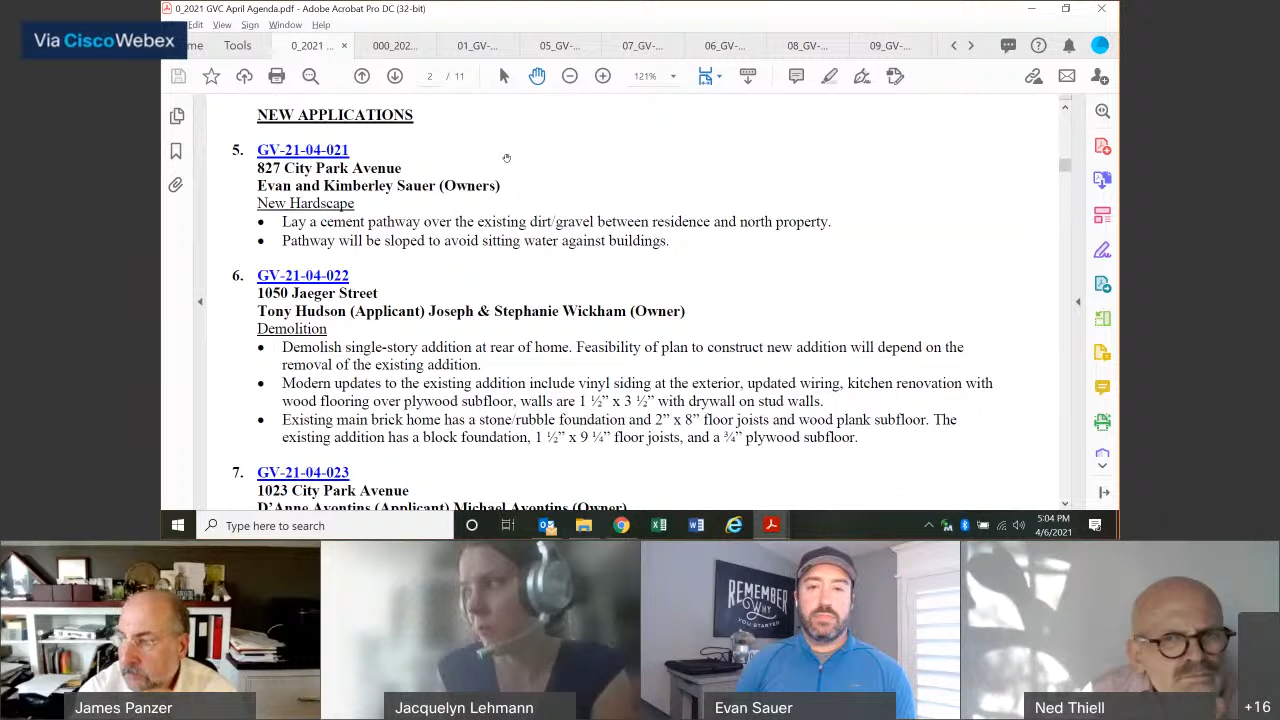 0_2021 GVC April Agenda.pdf - Adobe Acrobat Pro DC (32-bit)
Via CiscoWebex
Edit View Sign Window Help
me Tools 0_2021 ... × 000_202... 01_GV-... 05_GV-... 07_GV-... 06_GV-... 08_GV-... 09_GV-...
2 / 11 121%
NEW APPLICATIONS
5. GV-21-04-021
827 City Park Avenue
Evan and Kimberley Sauer (Owners)
New Hardscape
• Lay a cement pathway over the existing dirt/gravel between residence and north property.
• Pathway will be sloped to avoid sitting water against buildings.
6. GV-21-04-022
1050 Jaeger Street
Tony Hudson (Applicant) Joseph & Stephanie Wickham (Owner)
Demolition
• Demolish single-story addition at rear of home. Feasibility of plan to construct new addition will depend on the
removal of the existing addition.
• Modern updates to the existing addition include vinyl siding at the exterior, updated wiring, kitchen renovation with
wood flooring over plywood subfloor, walls are 1 ½” x 3 ½” with drywall on stud walls.
• Existing main brick home has a stone/rubble foundation and 2” x 8” floor joists and wood plank subfloor. The
existing addition has a block foundation, 1 ½” x 9 ¼” floor joists, and a ¾” plywood subfloor.
7. GV-21-04-023
1023 City Park Avenue
D’Anne Avontins (Applicant) Michael Avontins (Owner)
Type here to search
5:04 PM
4/6/2021
REMEMBER
WHY
YOU STARTED
James Panzer
Jacquelyn Lehmann
Evan Sauer
Ned Thiell
+16